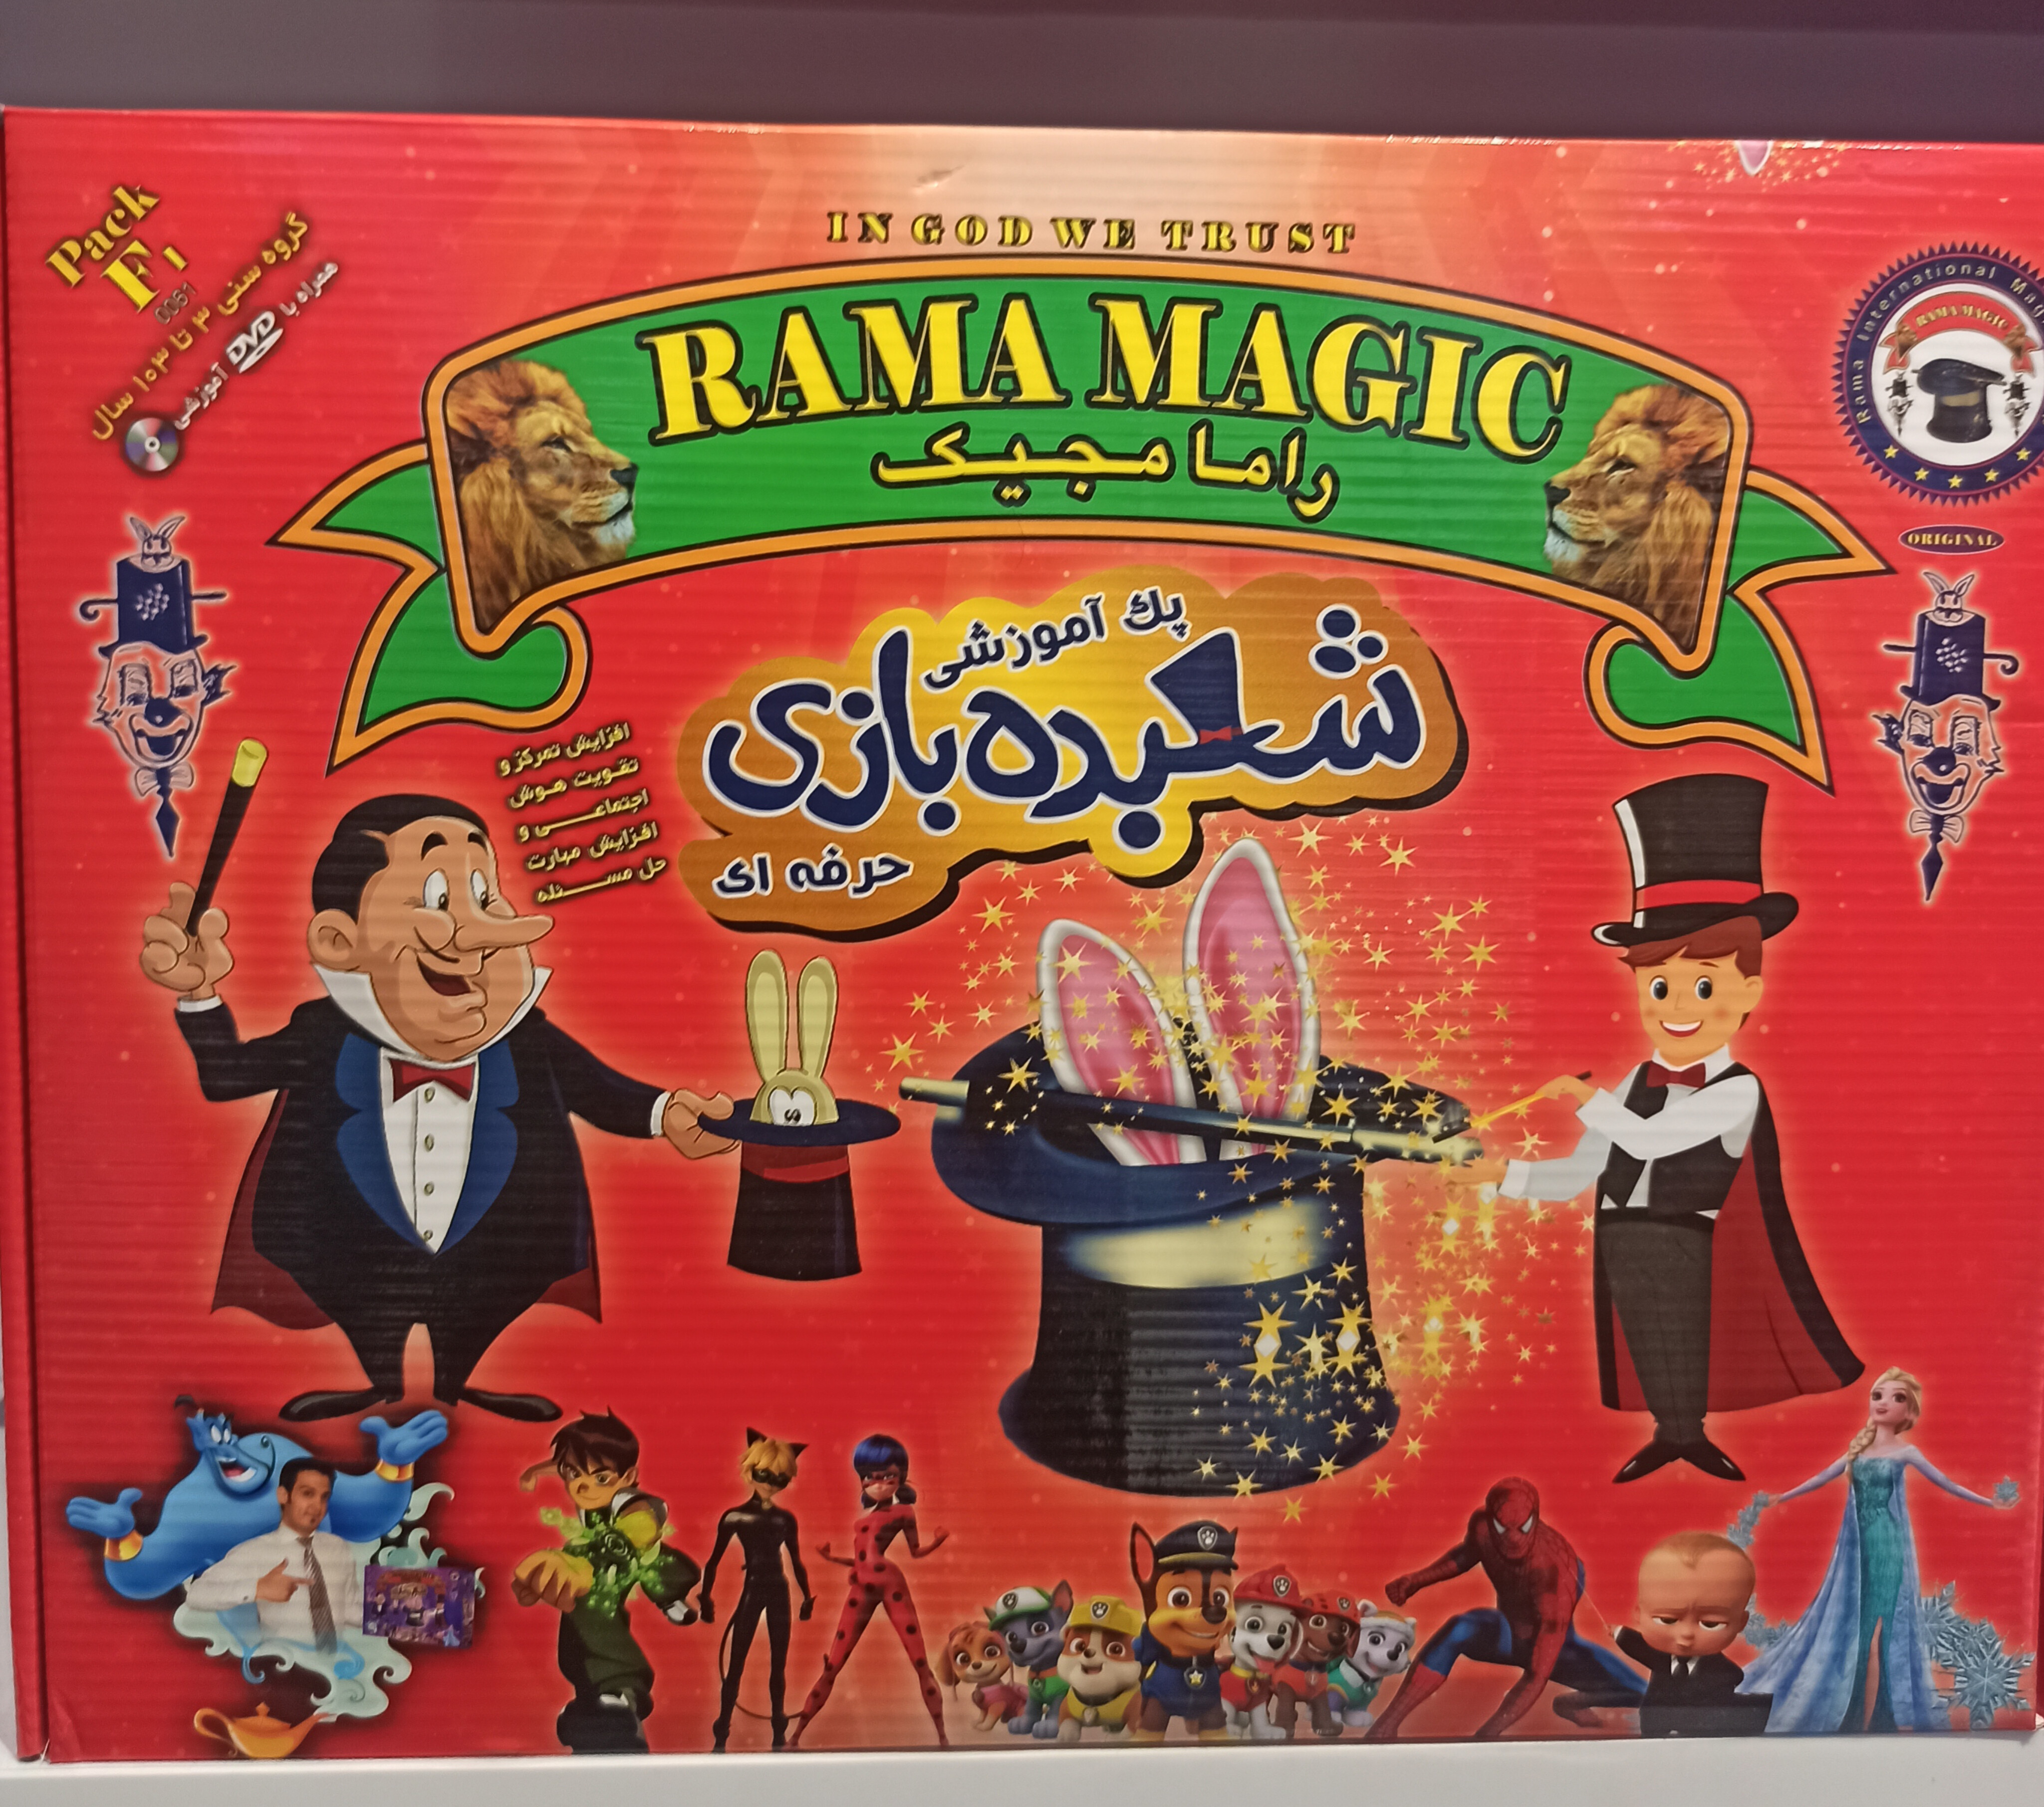 IN GOD WE TRUST
Pack
F۱
0061
گروه سنی ۳ تا ۱۰۳ سال
همراه با DVD آموزشی
RAMA MAGIC
راما مجیک
Rama International
RAMA MAGIC
ORIGINAL
پک آموزشی
شعبده بازی
حرفه ای
افزایش تمرکز و
تقویت هوش
اجتماعی و
افزایش مهارت
حل مسئله